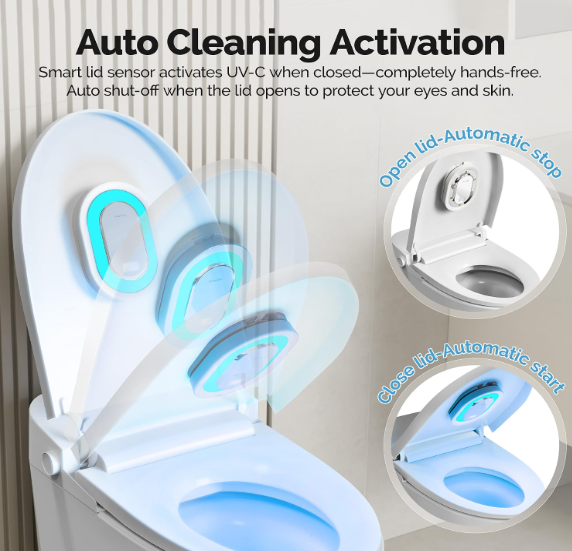 Auto Cleaning Activation
Smart lid sensor activates UV-C when closed—completely hands-free.
Auto shut-off when the lid opens to protect your eyes and skin.
Open lid-Automatic stop
Close lid-Automatic start